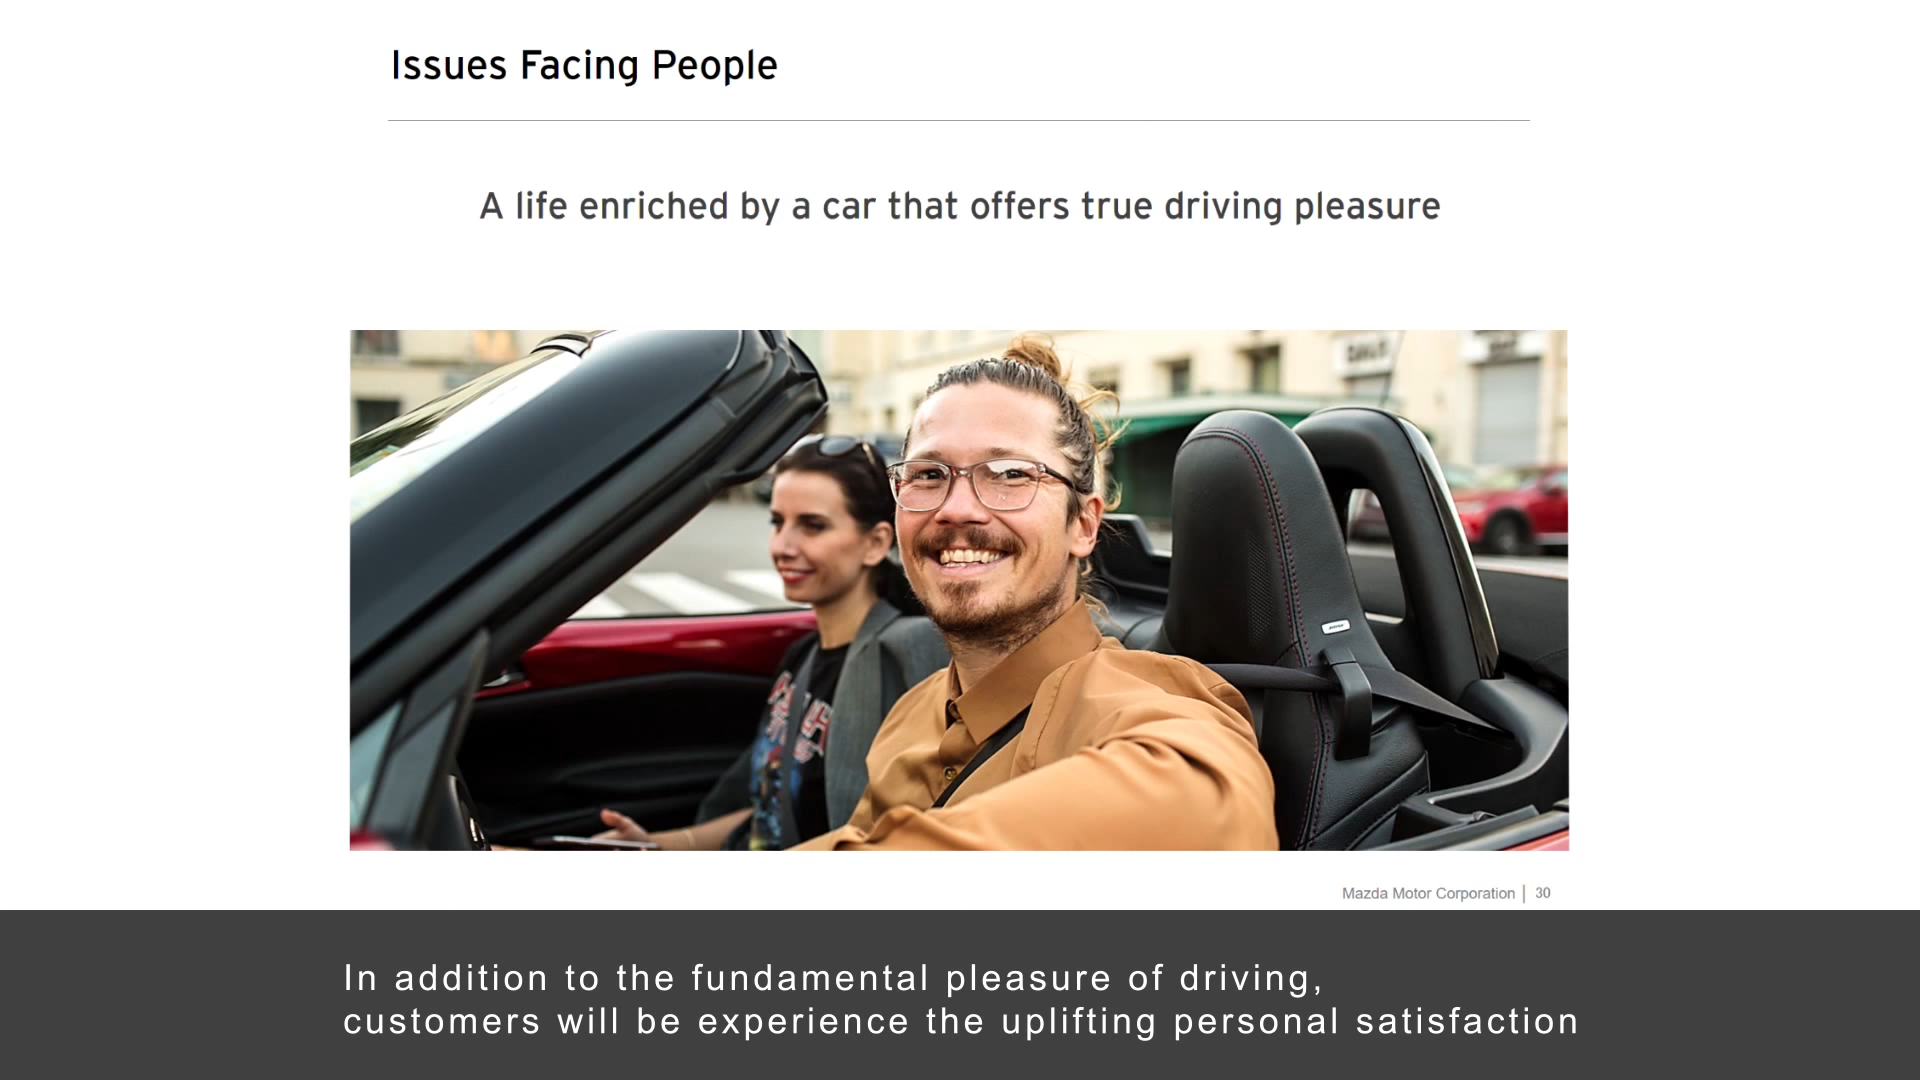 Issues Facing People
A life enriched by a car that offers true driving pleasure
Mazda Motor Corporation | 30
In addition to the fundamental pleasure of driving,
customers will be experience the uplifting personal satisfaction